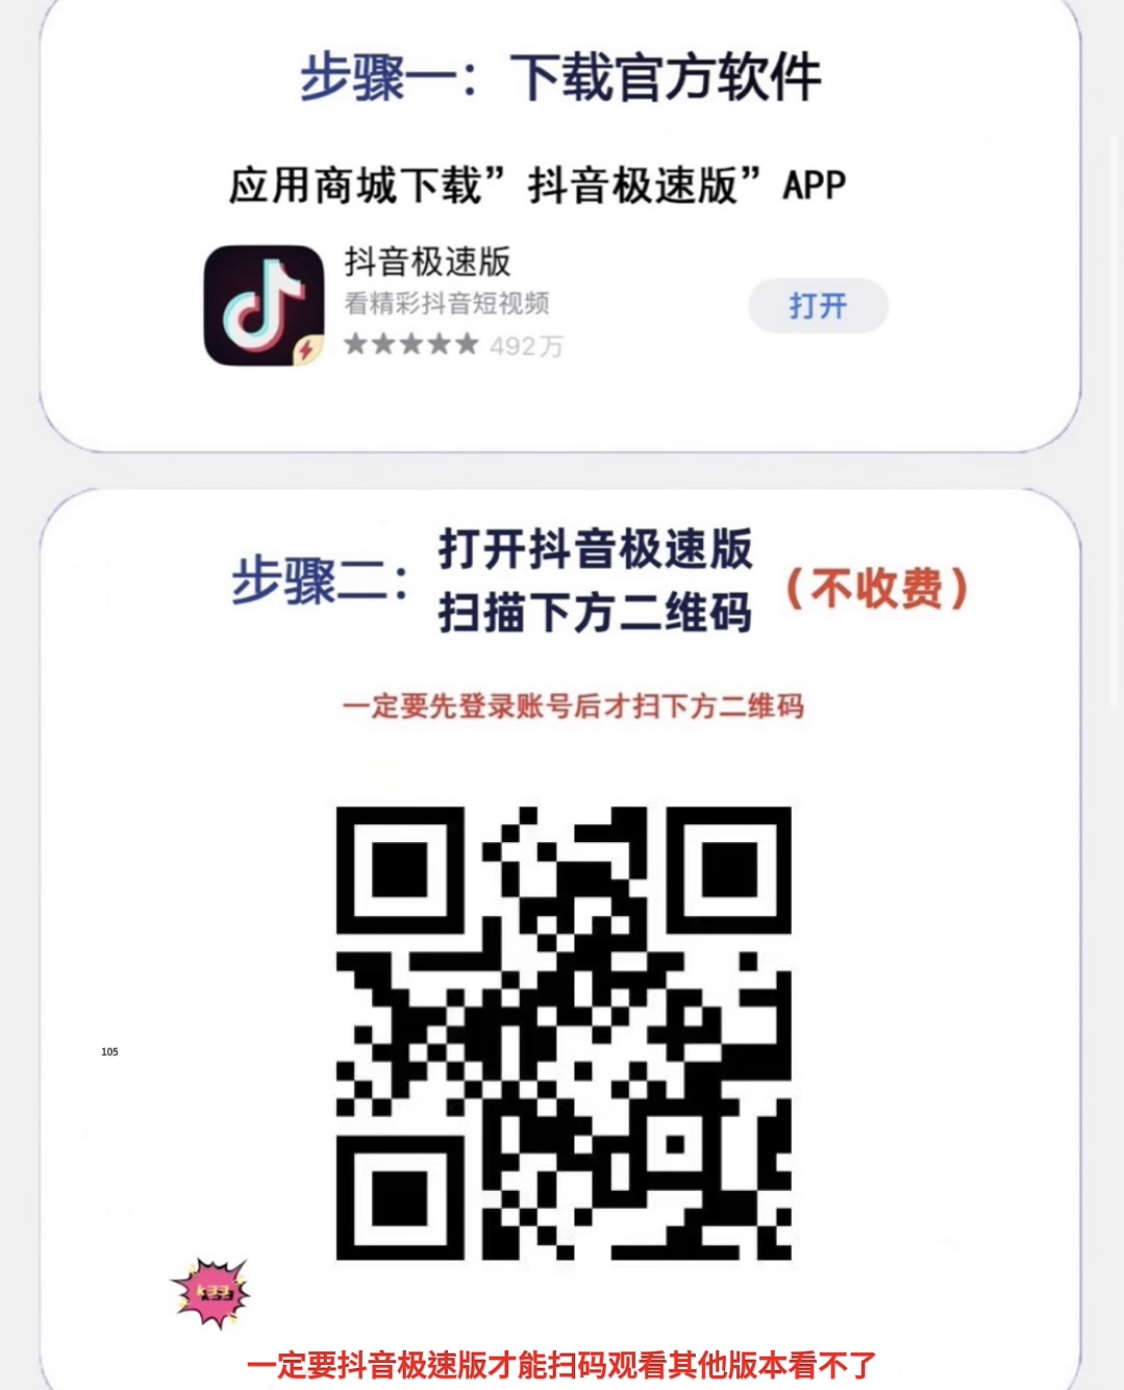 步骤一：下载官方软件
应用商城下载”抖音极速版”APP
抖音极速版
看精彩抖音短视频
打开
492万
步骤二：
打开抖音极速版
扫描下方二维码
（不收费）
一定要先登录账号后才扫下方二维码
105
k33
一定要抖音极速版才能扫码观看其他版本看不了